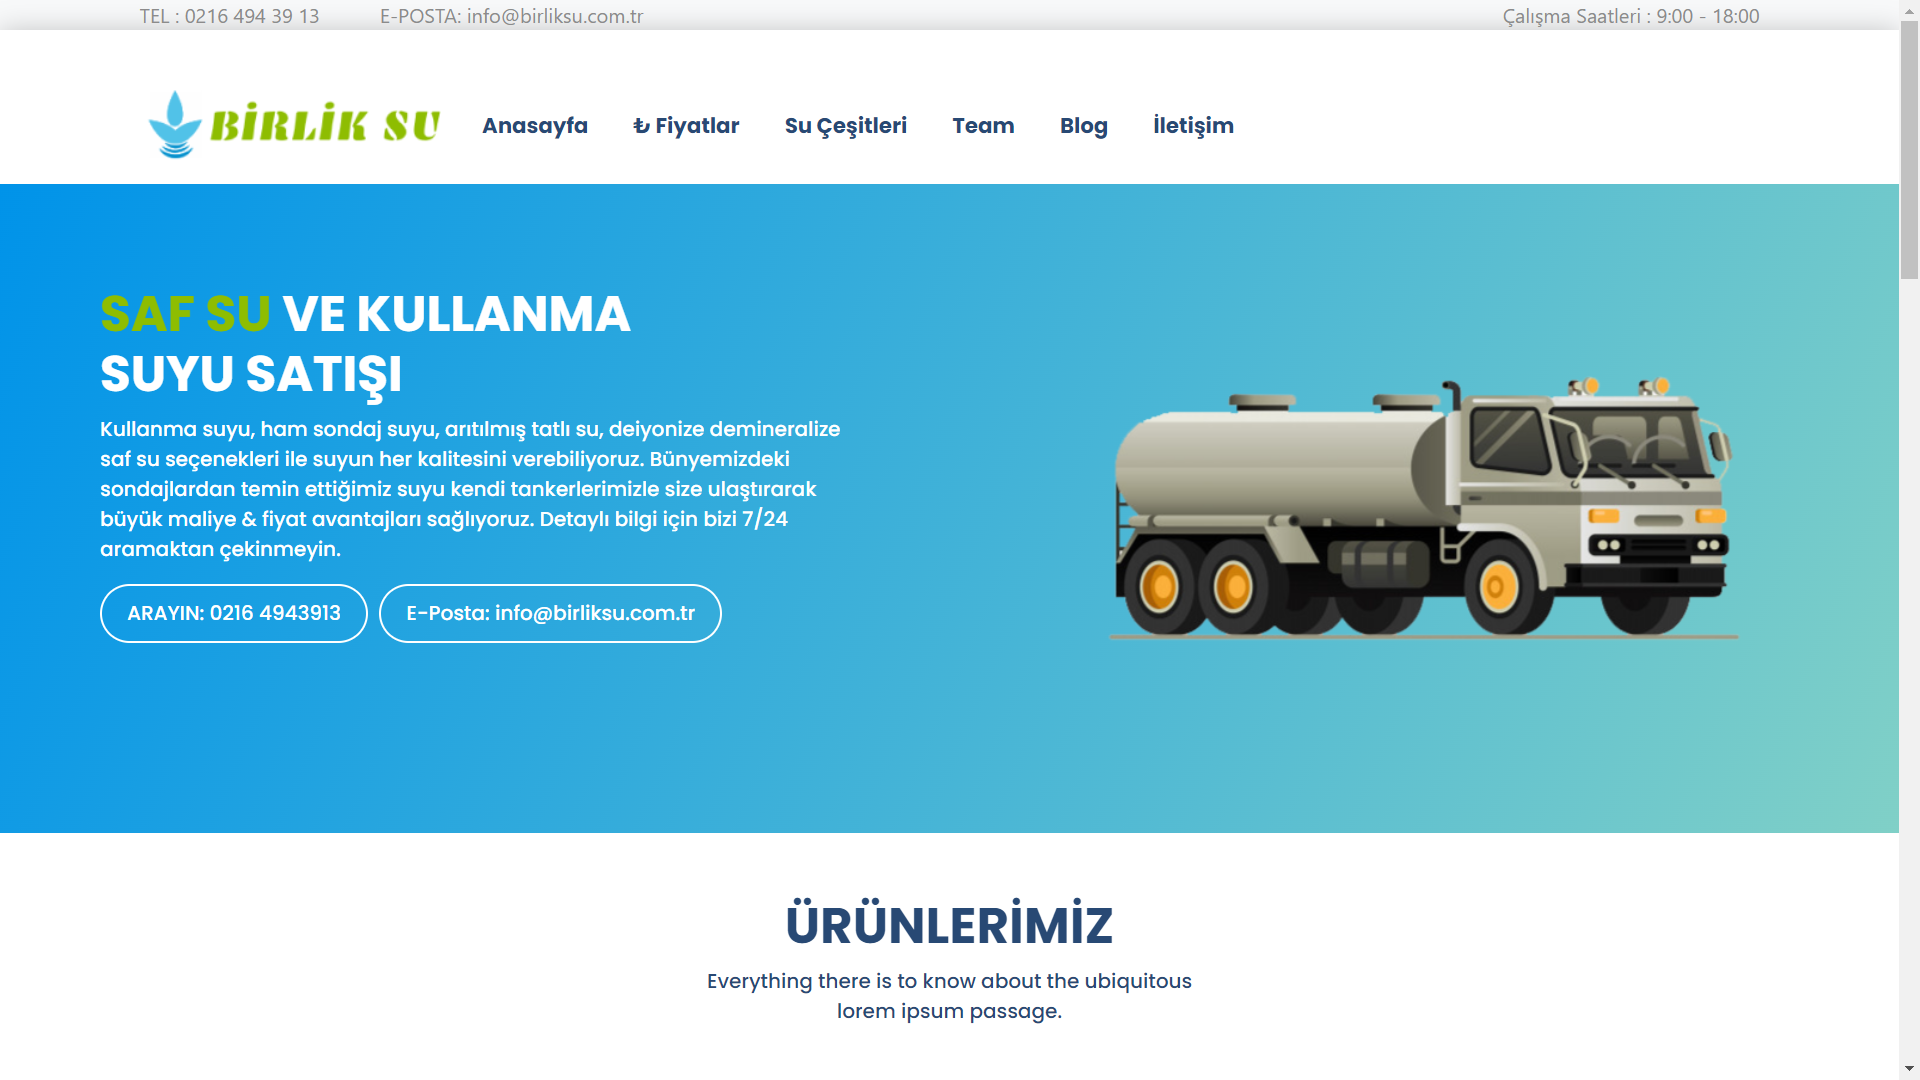 TEL : 0216 494 39 13 E-POSTA: info@birliksu.com.tr Çalışma Saatleri : 9:00 - 18:00
BİRLİK SU Anasayfa ₺ Fiyatlar Su Çeşitleri Team Blog İletişim
SAF SU VE KULLANMA
SUYU SATIŞI
Kullanma suyu, ham sondaj suyu, arıtılmış tatlı su, deiyonize demineralize
saf su seçenekleri ile suyun her kalitesini verebiliyoruz. Bünyemizdeki
sondajlardan temin ettiğimiz suyu kendi tankerlerimizle size ulaştırarak
büyük maliye & fiyat avantajları sağlıyoruz. Detaylı bilgi için bizi 7/24
aramaktan çekinmeyin.
ARAYIN: 0216 4943913 E-Posta: info@birliksu.com.tr
ÜRÜNLERİMİZ
Everything there is to know about the ubiquitous
lorem ipsum passage.